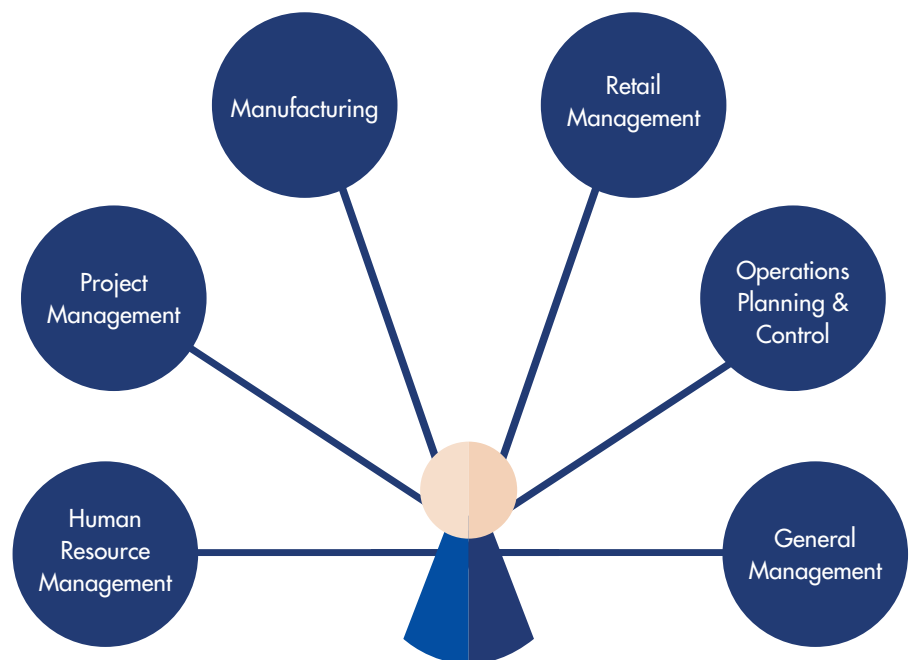 Manufacturing
Retail
Management
Project
Management
Operations
Planning &
Control
Human
Resource
Management
General
Management